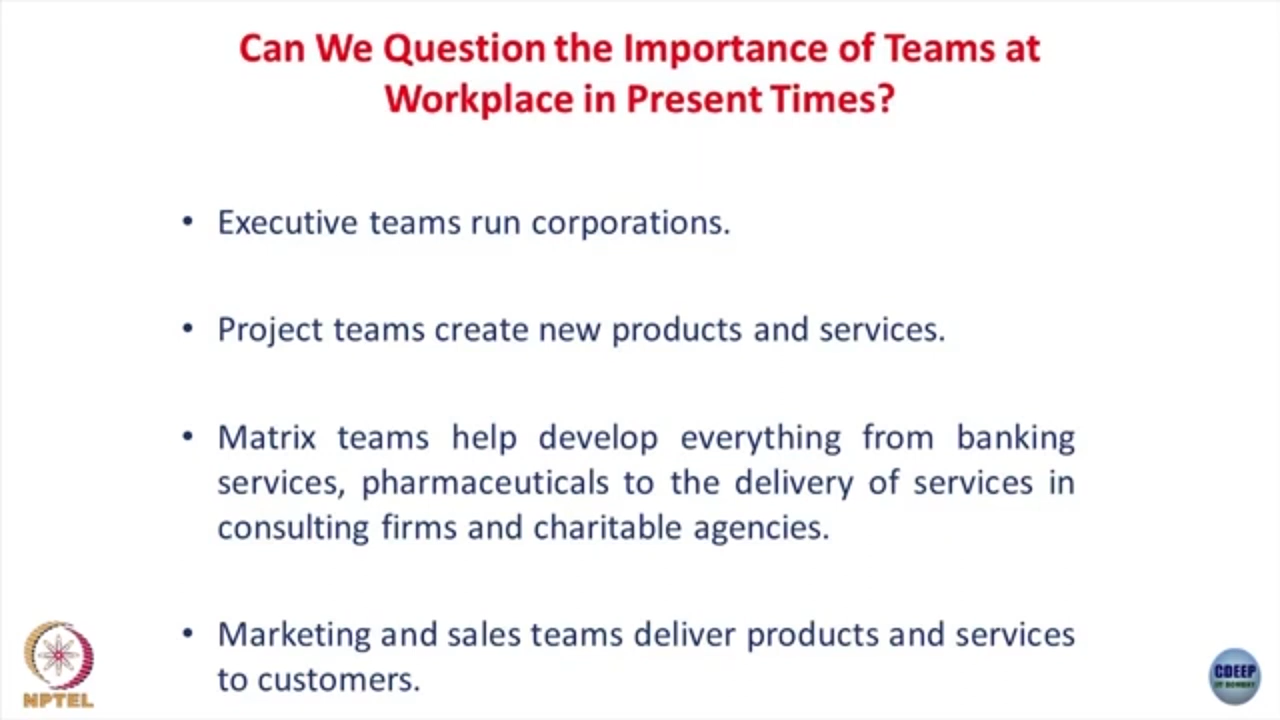 Can We Question the Importance of Teams at
Workplace in Present Times?
• Executive teams run corporations.
• Project teams create new products and services.
• Matrix teams help develop everything from banking
services, pharmaceuticals to the delivery of services in
consulting firms and charitable agencies.
• Marketing and sales teams deliver products and services
to customers.
NPTEL
CDEEP
IIT BOMBAY